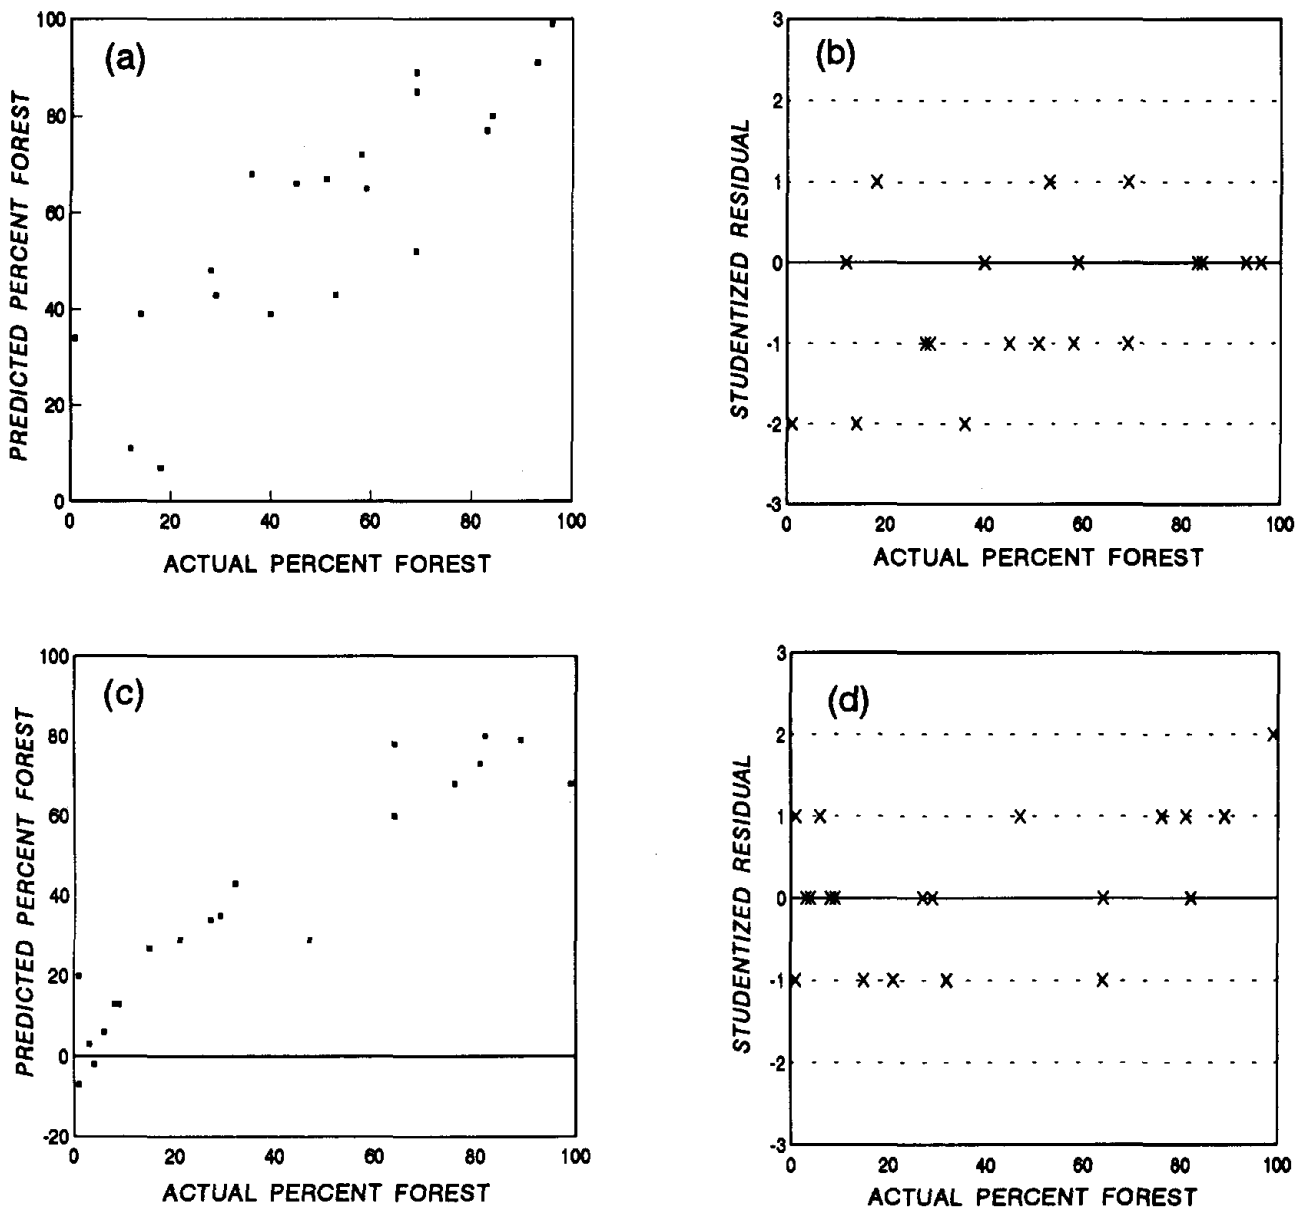 (a)
100
80
60
40
20
0
PREDICTED PERCENT FOREST
0 20 40 60 80 100
ACTUAL PERCENT FOREST
(b)
3
2
1
0
-1
-2
-3
STUDENTIZED RESIDUAL
0 20 40 60 80 100
ACTUAL PERCENT FOREST
(c)
100
80
60
40
20
0
-20
PREDICTED PERCENT FOREST
0 20 40 60 80 100
ACTUAL PERCENT FOREST
(d)
3
2
1
0
-1
-2
-3
STUDENTIZED RESIDUAL
0 20 40 60 80 100
ACTUAL PERCENT FOREST